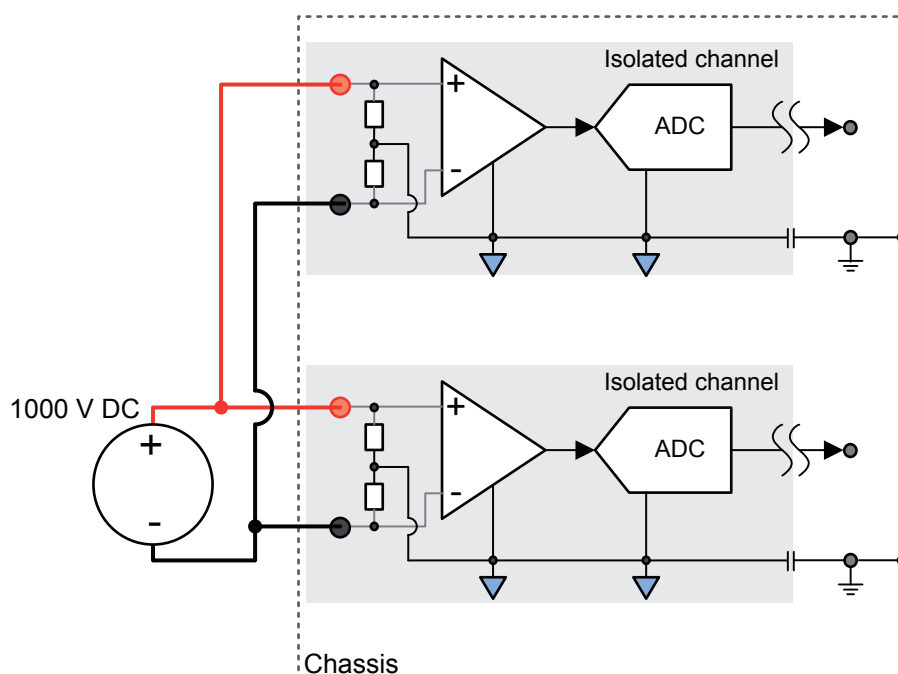 Isolated channel
+
-
ADC
1000 V DC
+
-
Isolated channel
+
-
ADC
Chassis